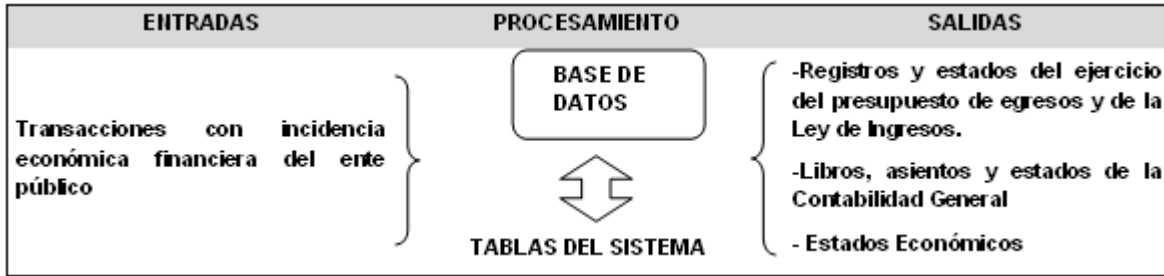 ENTRADAS
PROCESAMIENTO
SALIDAS
Transacciones con incidencia
económica financiera del ente
público
BASE DE
DATOS
TABLAS DEL SISTEMA
-Registros y estados del ejercicio
del presupuesto de egresos y de la
Ley de Ingresos.
-Libros, asientos y estados de la
Contabilidad General
- Estados Económicos